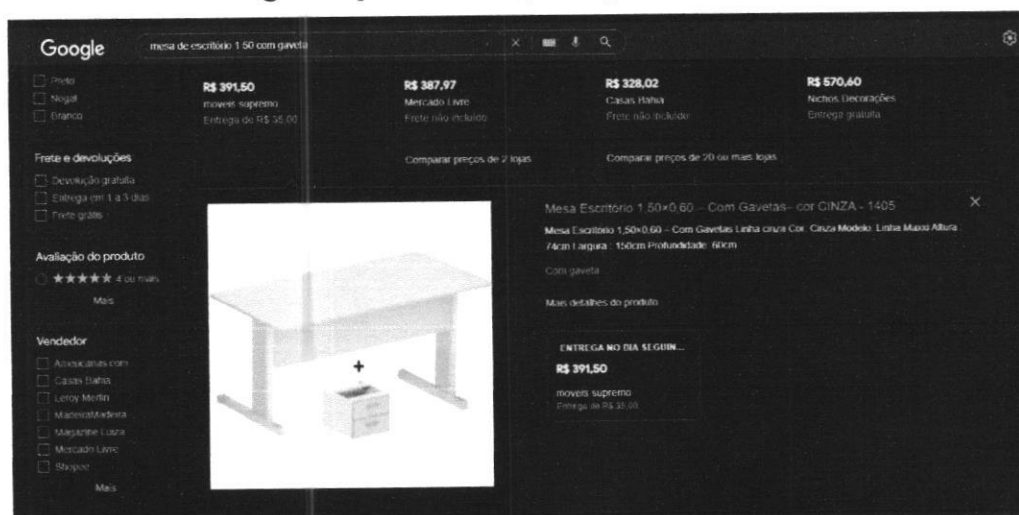 Google
mesa de escritório 1 50 com gaveta
Preto
Nogal
Branco
R$ 391,50
moveis supremo
Entrega de R$ 35,00
R$ 387,97
Mercado Livre
Frete não incluído
R$ 328,02
Casas Bahia
Frete não incluído
R$ 570,60
Nichos Decorações
Entrega gratuita
Comparar preços de 2 lojas
Comparar preços de 20 ou mais lojas
Frete e devoluções
Devolução gratuita
Entrega em 1 a 3 dias
Frete grátis
Avaliação do produto
★★★★★ 4 ou mais
Mais
Vendedor
Americanas com
Casas Bahia
Leroy Merlin
MadeiraMadeira
Magazine Luiza
Mercado Livre
Shopee
Mais
Mesa Escritório 1,50×0,60 – Com Gavetas– cor CINZA - 1405
Mesa Escritório 1,50×0,60 – Com Gavetas Linha cinza Cor: Cinza Modelo: Linha Maxxi Altura :
74cm Largura : 150cm Profundidade: 60cm
Com gaveta
Mais detalhes do produto
ENTREGA NO DIA SEGUIN...
R$ 391,50
moveis supremo
Entrega de R$ 35,00